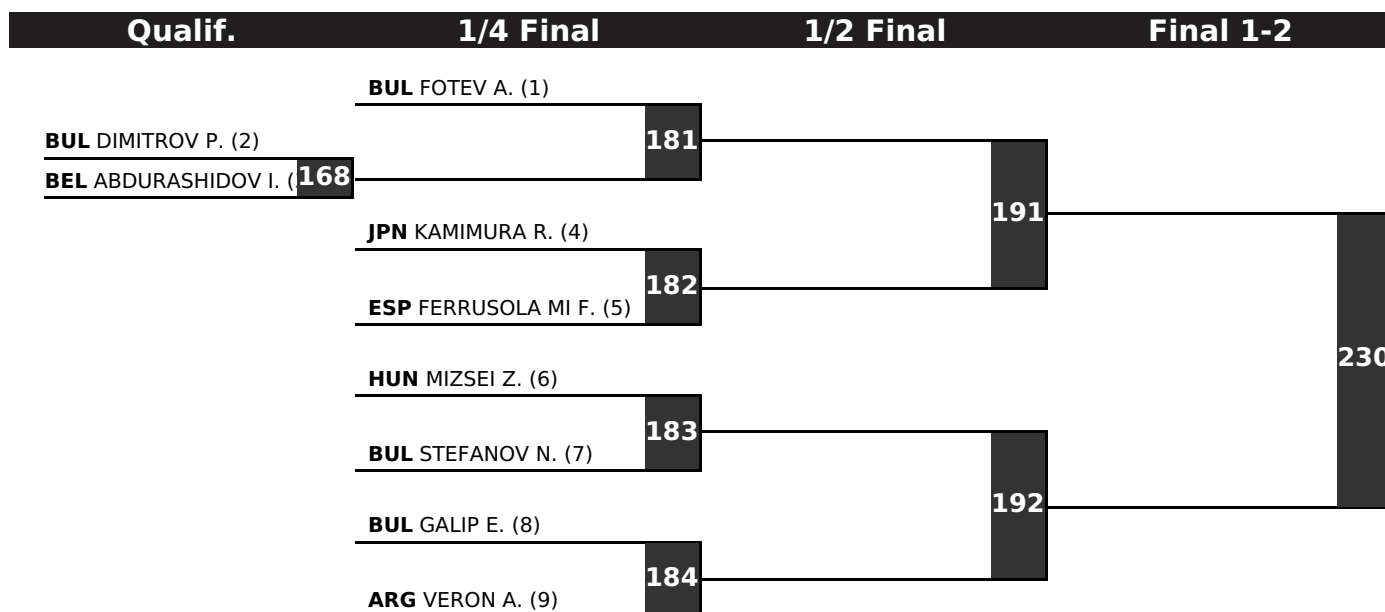 Qualif. 1/4 Final 1/2 Final Final 1-2
BUL FOTEV A. (1)
BUL DIMITROV P. (2)
181
BEL ABDURASHIDOV I. (
168
191
JPN KAMIMURA R. (4)
182
ESP FERRUSOLA MI F. (5)
230
HUN MIZSEI Z. (6)
183
BUL STEFANOV N. (7)
192
BUL GALIP E. (8)
184
ARG VERON A. (9)